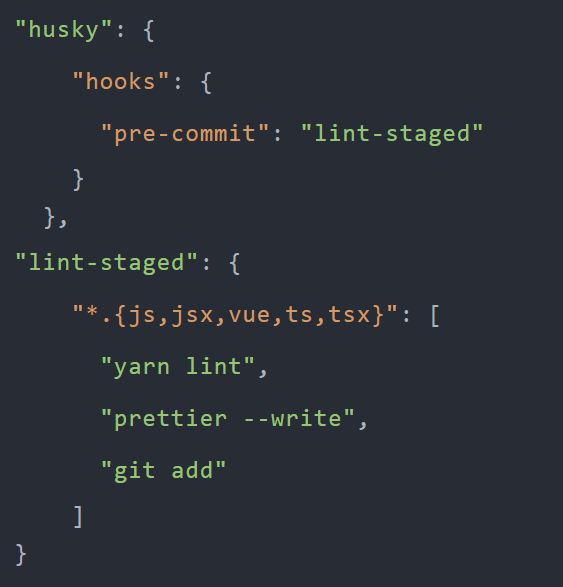 "husky": {
"hooks": {
"pre-commit": "lint-staged"
}
},
"lint-staged": {
"*.{js,jsx,vue,ts,tsx}": [
"yarn lint",
"prettier --write",
"git add"
]
}